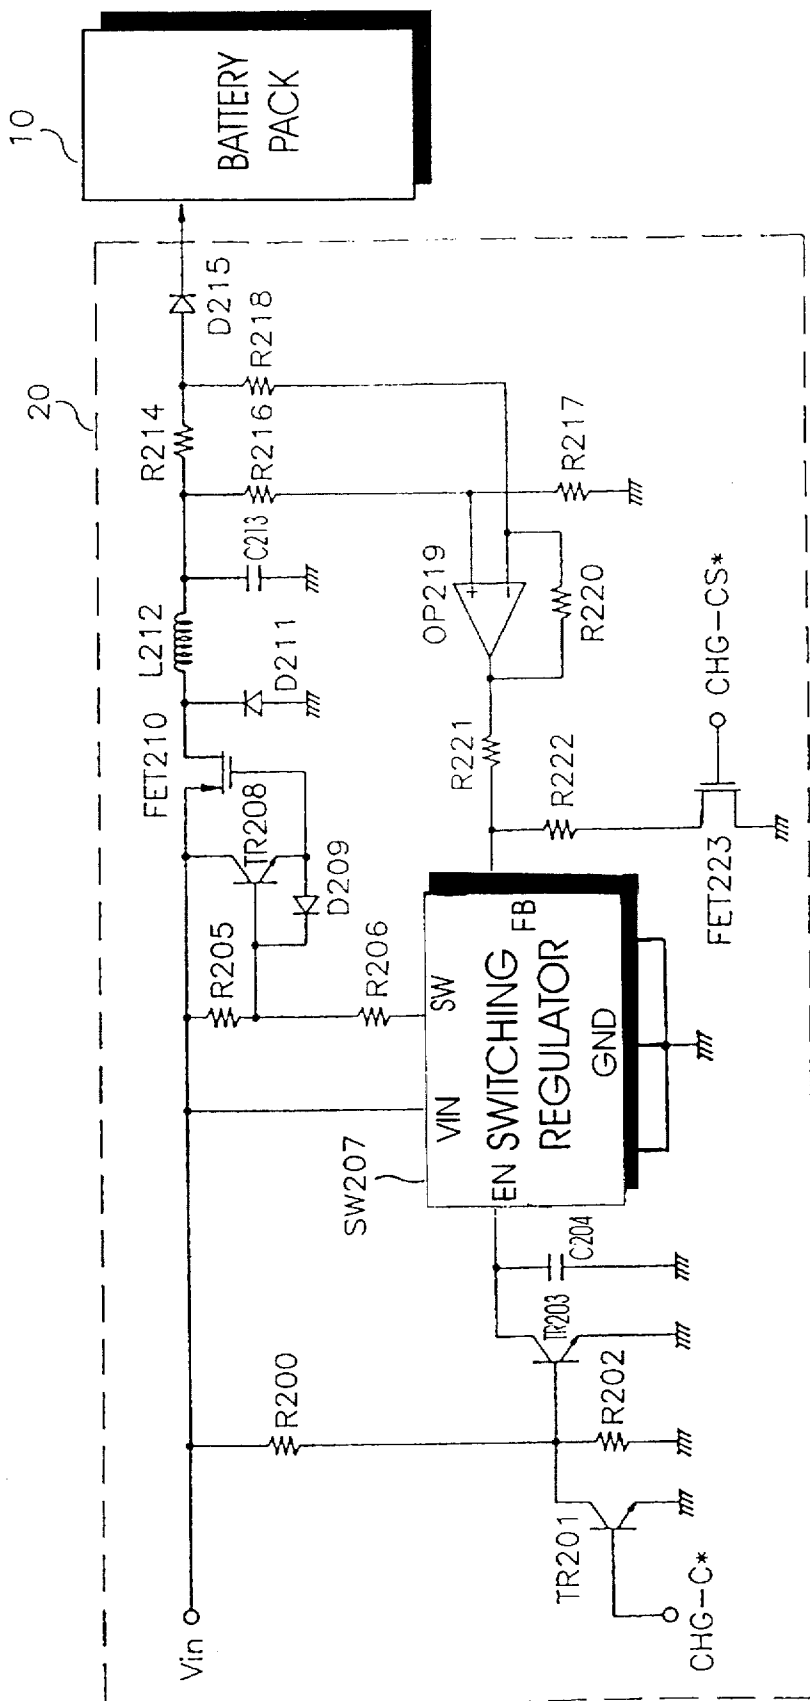 10
BATTERY
PACK
20
D215
R214
R218
R216
R217
C213
L212
D211
OP219
+
−
R220
FET210
TR208
D209
R221
R222
CHG-CS*
FET223
R205
R206
SW
FB
VIN
EN
SWITCHING
REGULATOR
GND
SW207
C204
TR203
R200
R202
TR201
Vin
CHG-C*